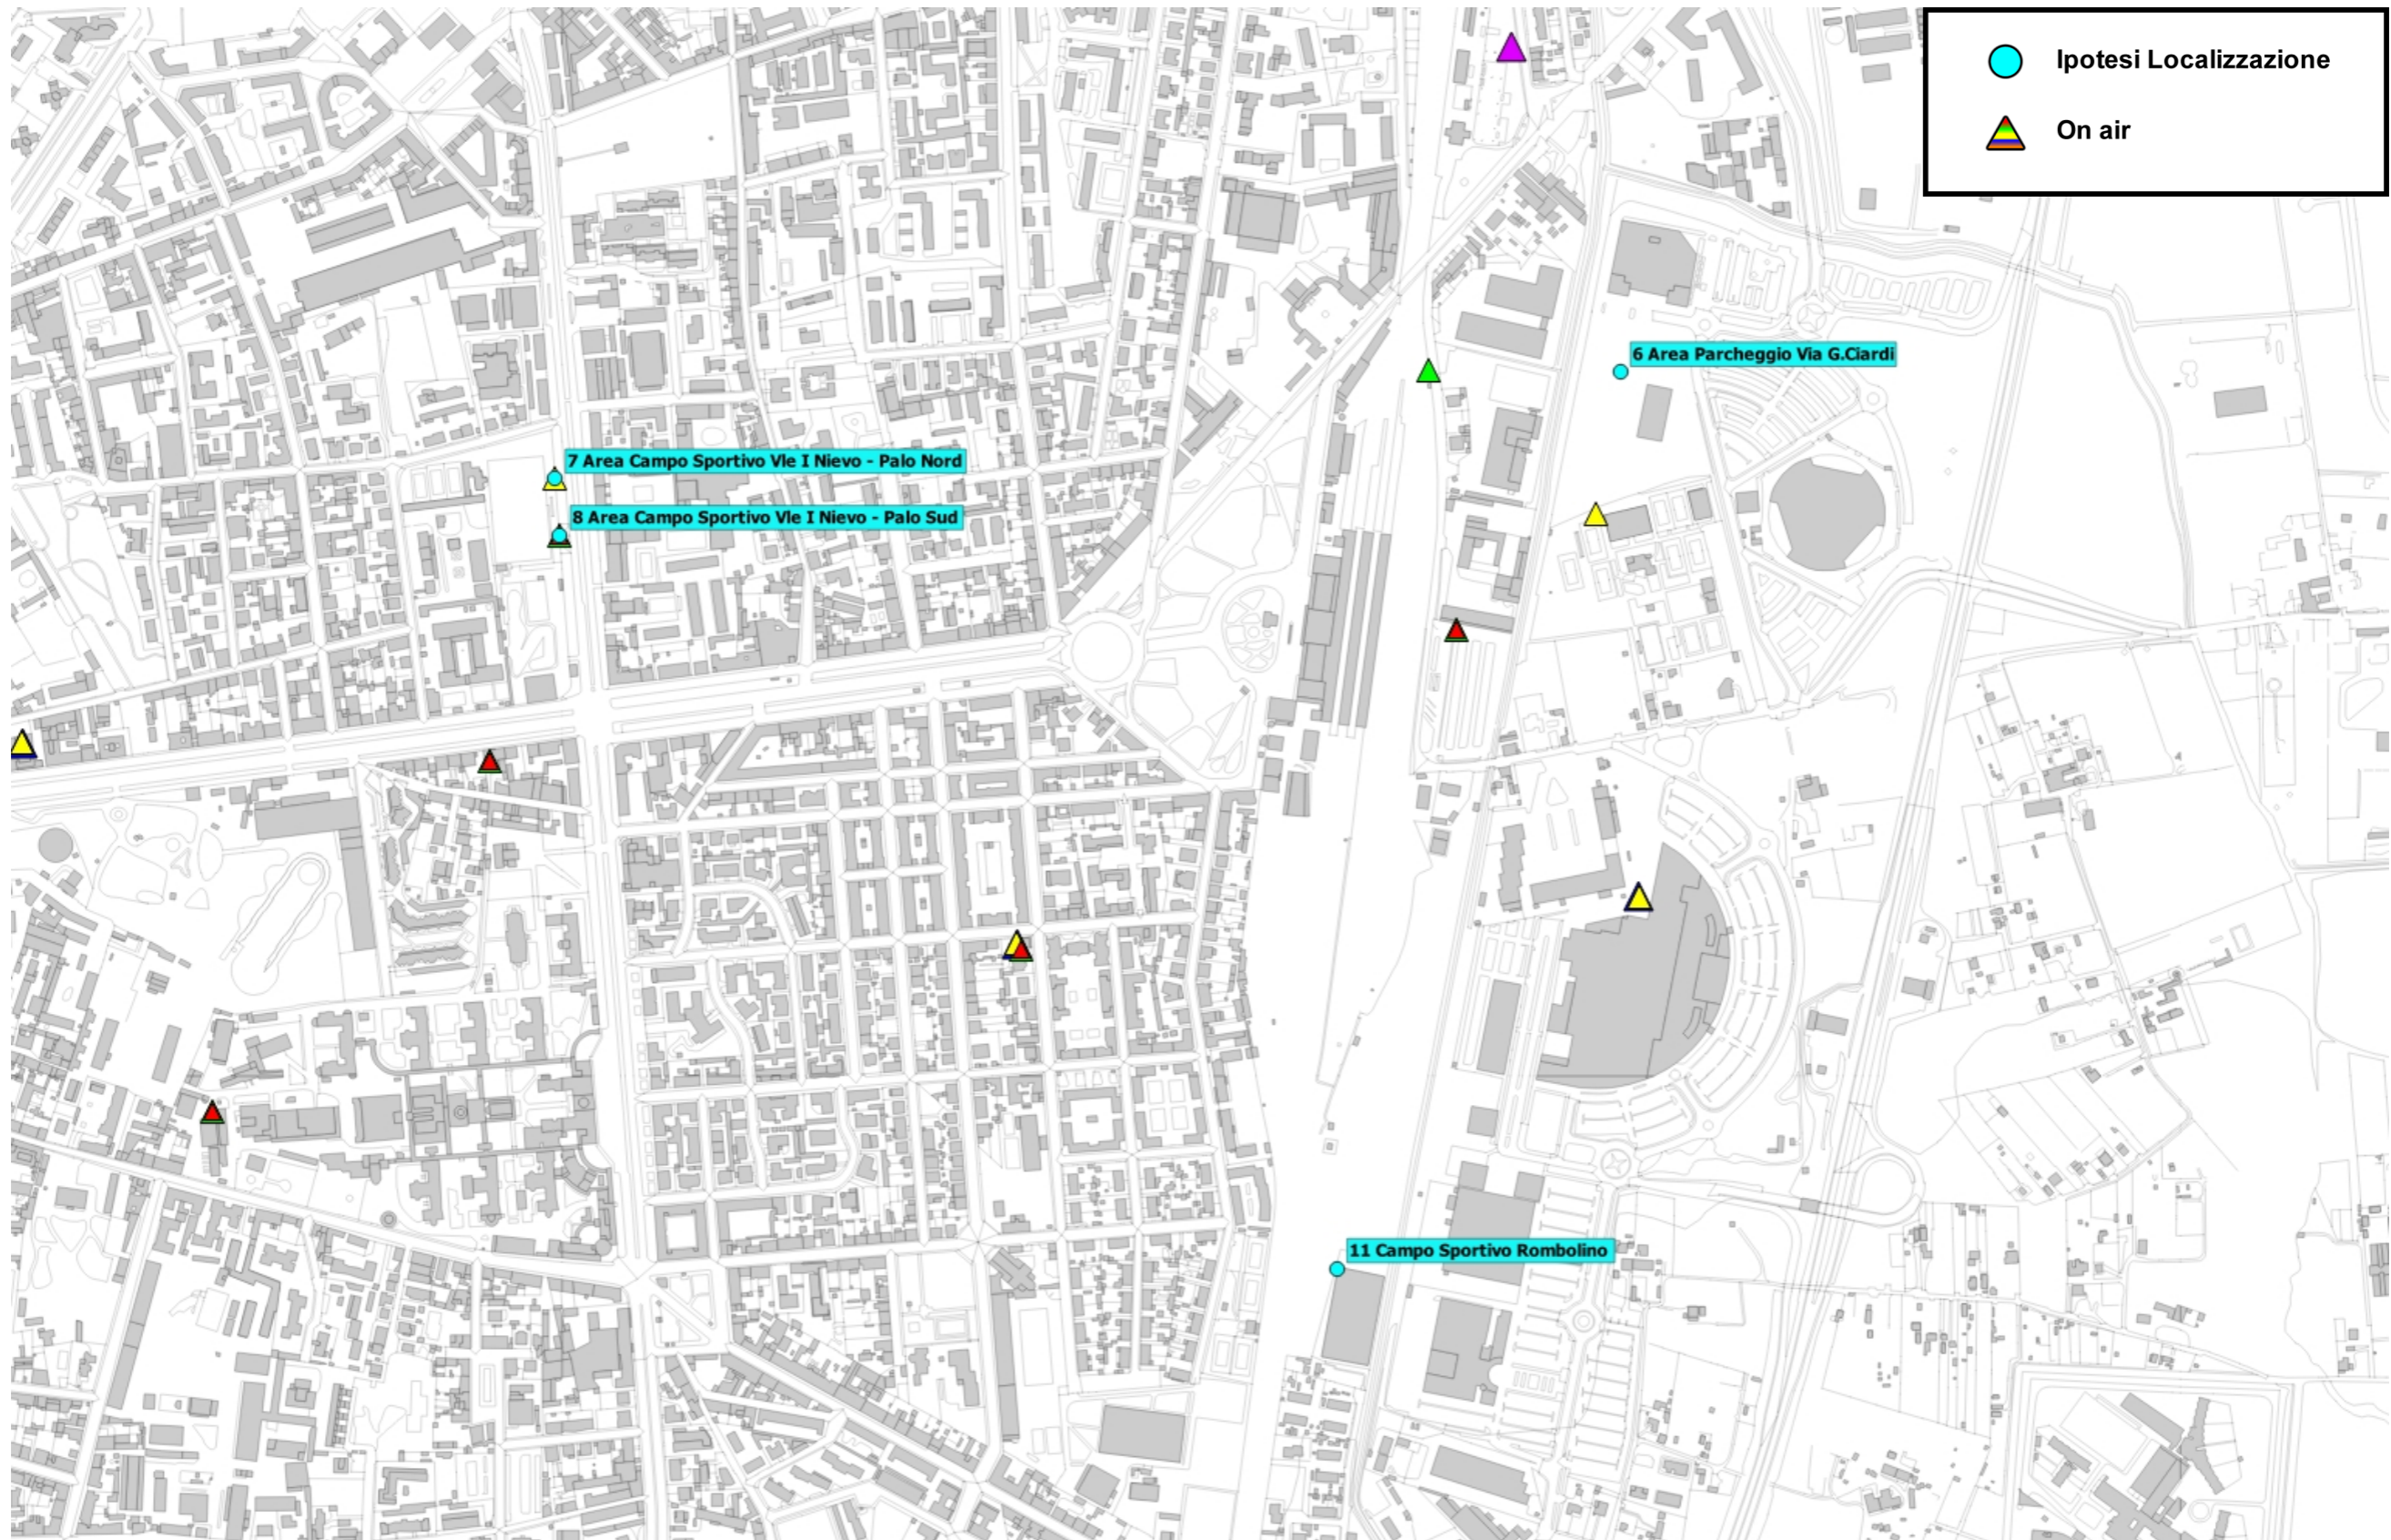 Ipotesi Localizzazione
On air
6 Area Parcheggio Via G.Ciardi
7 Area Campo Sportivo Vle I Nievo - Palo Nord
8 Area Campo Sportivo Vle I Nievo - Palo Sud
11 Campo Sportivo Rombolino